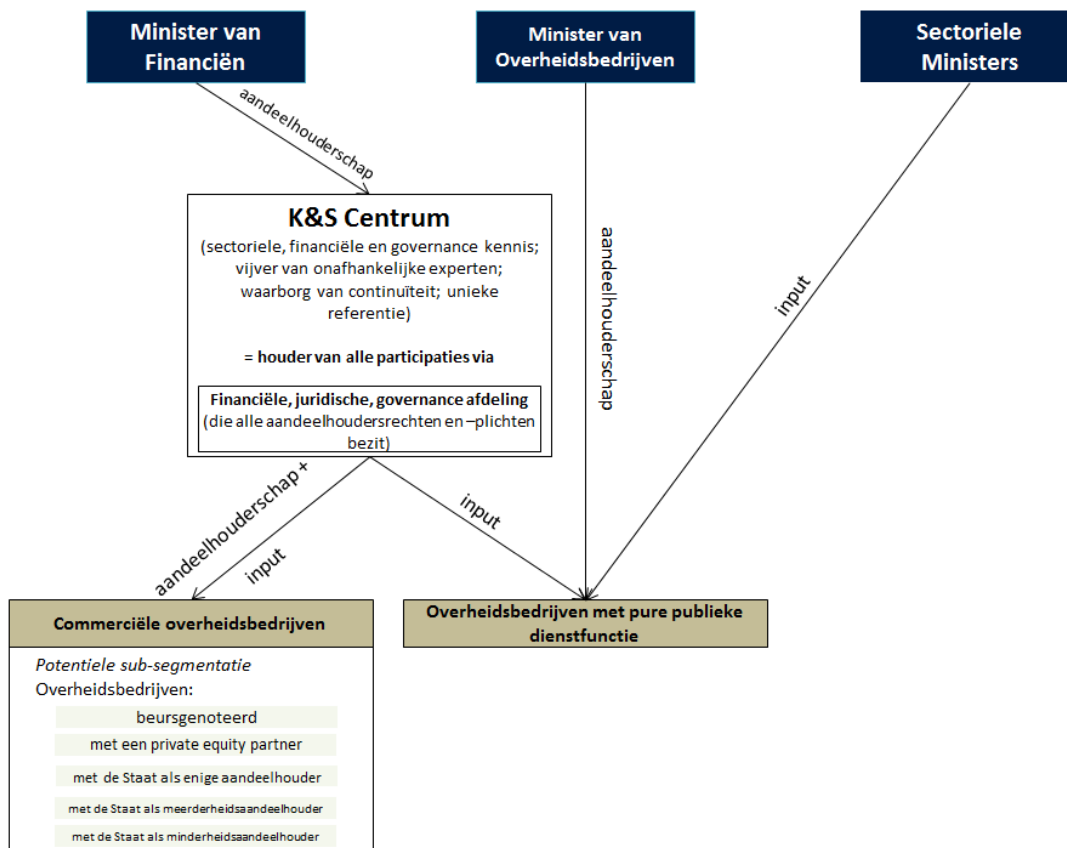 Minister van
Financiën
Minister van
Overheidsbedrijven
Sectoriele
Ministers
aandeelhouderschap
K&S Centrum
(sectoriele, financiële en governance kennis;
vijver van onafhankelijke experten;
waarborg van continuïteit; unieke
referentie)
= houder van alle participaties via
Financiële, juridische, governance afdeling
(die alle aandeelhoudersrechten en –plichten
bezit)
aandeelhouderschap
input
aandeelhouderschap +
input
input
Commerciële overheidsbedrijven
Overheidsbedrijven met pure publieke
dienstfunctie
Potentiele sub-segmentatie
Overheidsbedrijven:
beursgenoteerd
met een private equity partner
met de Staat als enige aandeelhouder
met de Staat als meerderheidsaandeelhouder
met de Staat als minderheidsaandeelhouder